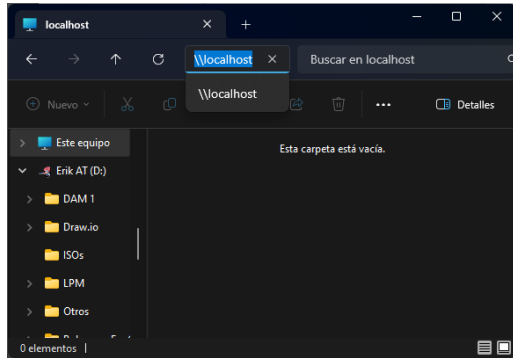 localhost
\\localhost
Buscar en localhost
\\localhost
Nuevo
Detalles
Este equipo
Esta carpeta está vacía.
Erik AT (D:)
DAM 1
Draw.io
ISOs
LPM
Otros
0 elementos